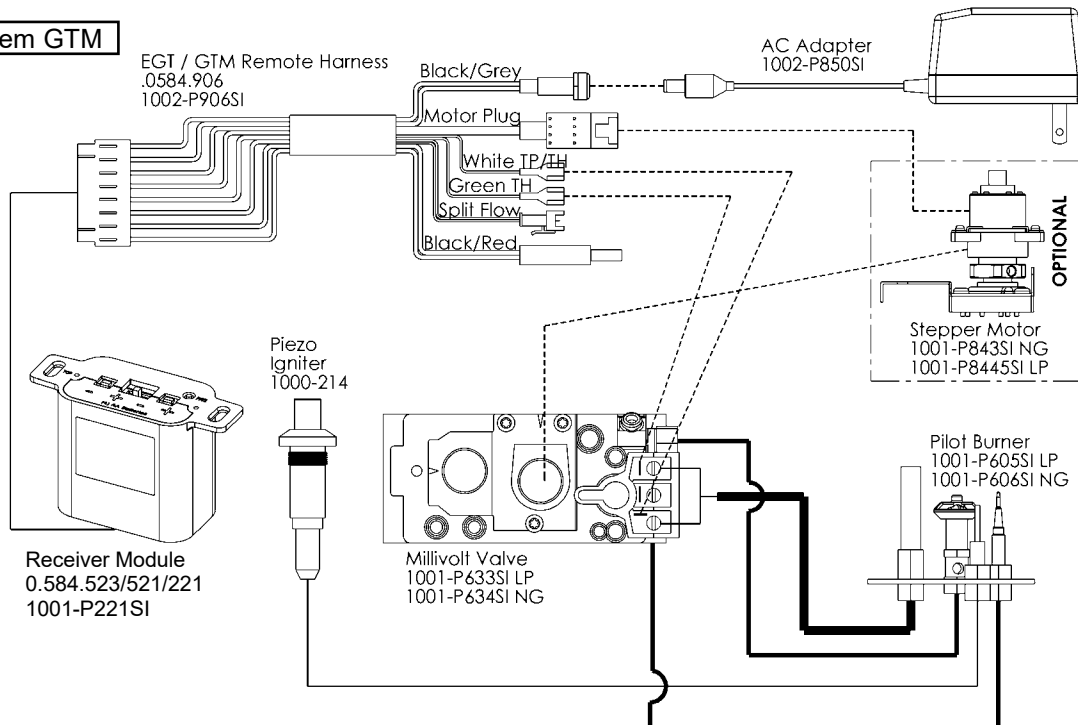 em GTM
EGT / GTM Remote Harness
.0584.906
1002-P906SI
Black/Grey
Motor Plug
White TP/TH
Green TH
Split Flow
Black/Red
AC Adapter
1002-P850SI
OPTIONAL
Stepper Motor
1001-P843SI NG
1001-P8445SI LP
Piezo
Igniter
1000-214
Pilot Burner
1001-P605SI LP
1001-P606SI NG
Millivolt Valve
1001-P633SI LP
1001-P634SI NG
Receiver Module
0.584.523/521/221
1001-P221SI